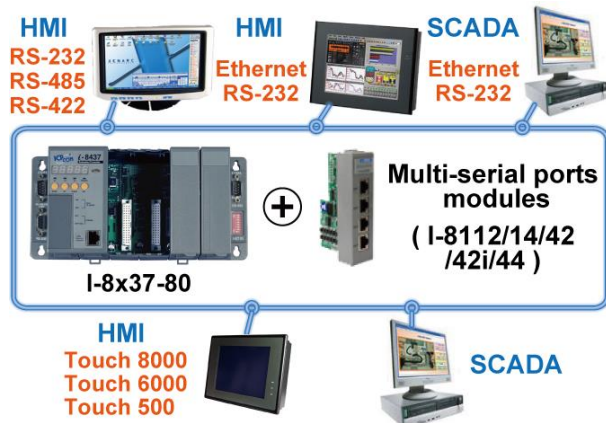 HMI
RS-232
RS-485
RS-422
HMI
Ethernet
RS-232
SCADA
Ethernet
RS-232
i-8437
I-8x37-80
Multi-serial ports
modules
( I-8112/14/42
/42i/44 )
HMI
Touch 8000
Touch 6000
Touch 500
SCADA